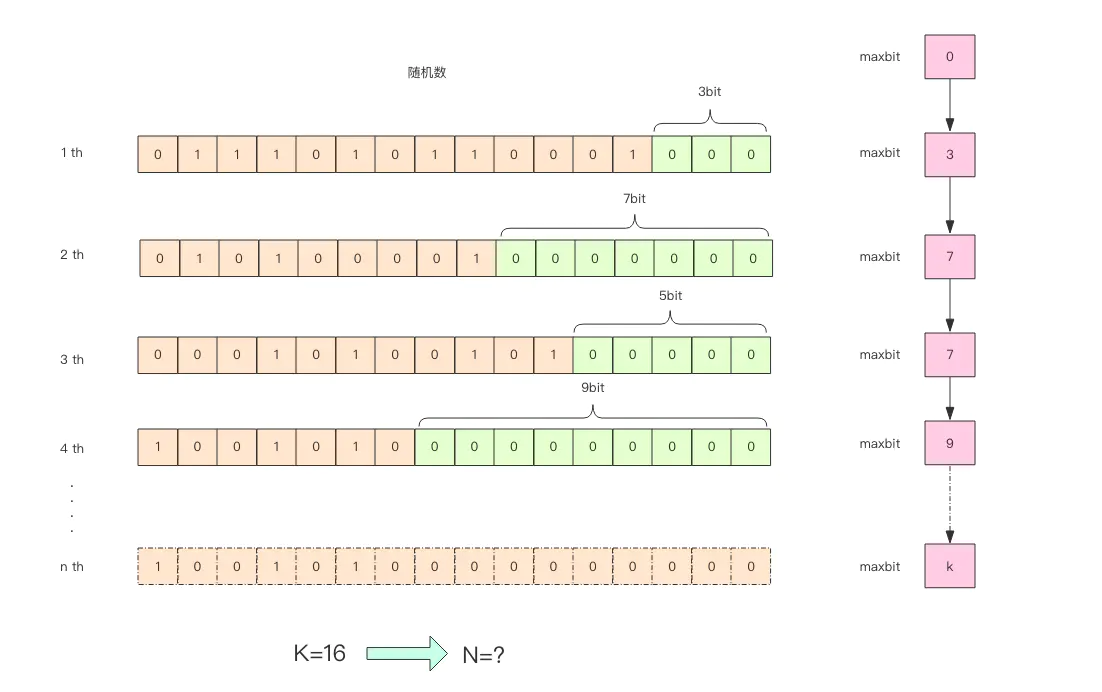 maxbit 0
随机数
3bit
1 th 0 1 1 1 0 1 0 1 1 0 0 0 1 0 0 0 maxbit 3
7bit
2 th 0 1 0 1 0 0 0 0 1 0 0 0 0 0 0 0 maxbit 7
5bit
3 th 0 0 0 1 0 1 0 0 1 0 1 0 0 0 0 0 maxbit 7
9bit
4 th 1 0 0 1 0 1 0 0 0 0 0 0 0 0 0 0 maxbit 9
.
.
.
.
n th 1 0 0 1 0 1 0 0 0 0 0 0 0 0 0 0 maxbit k
K=16 N=?